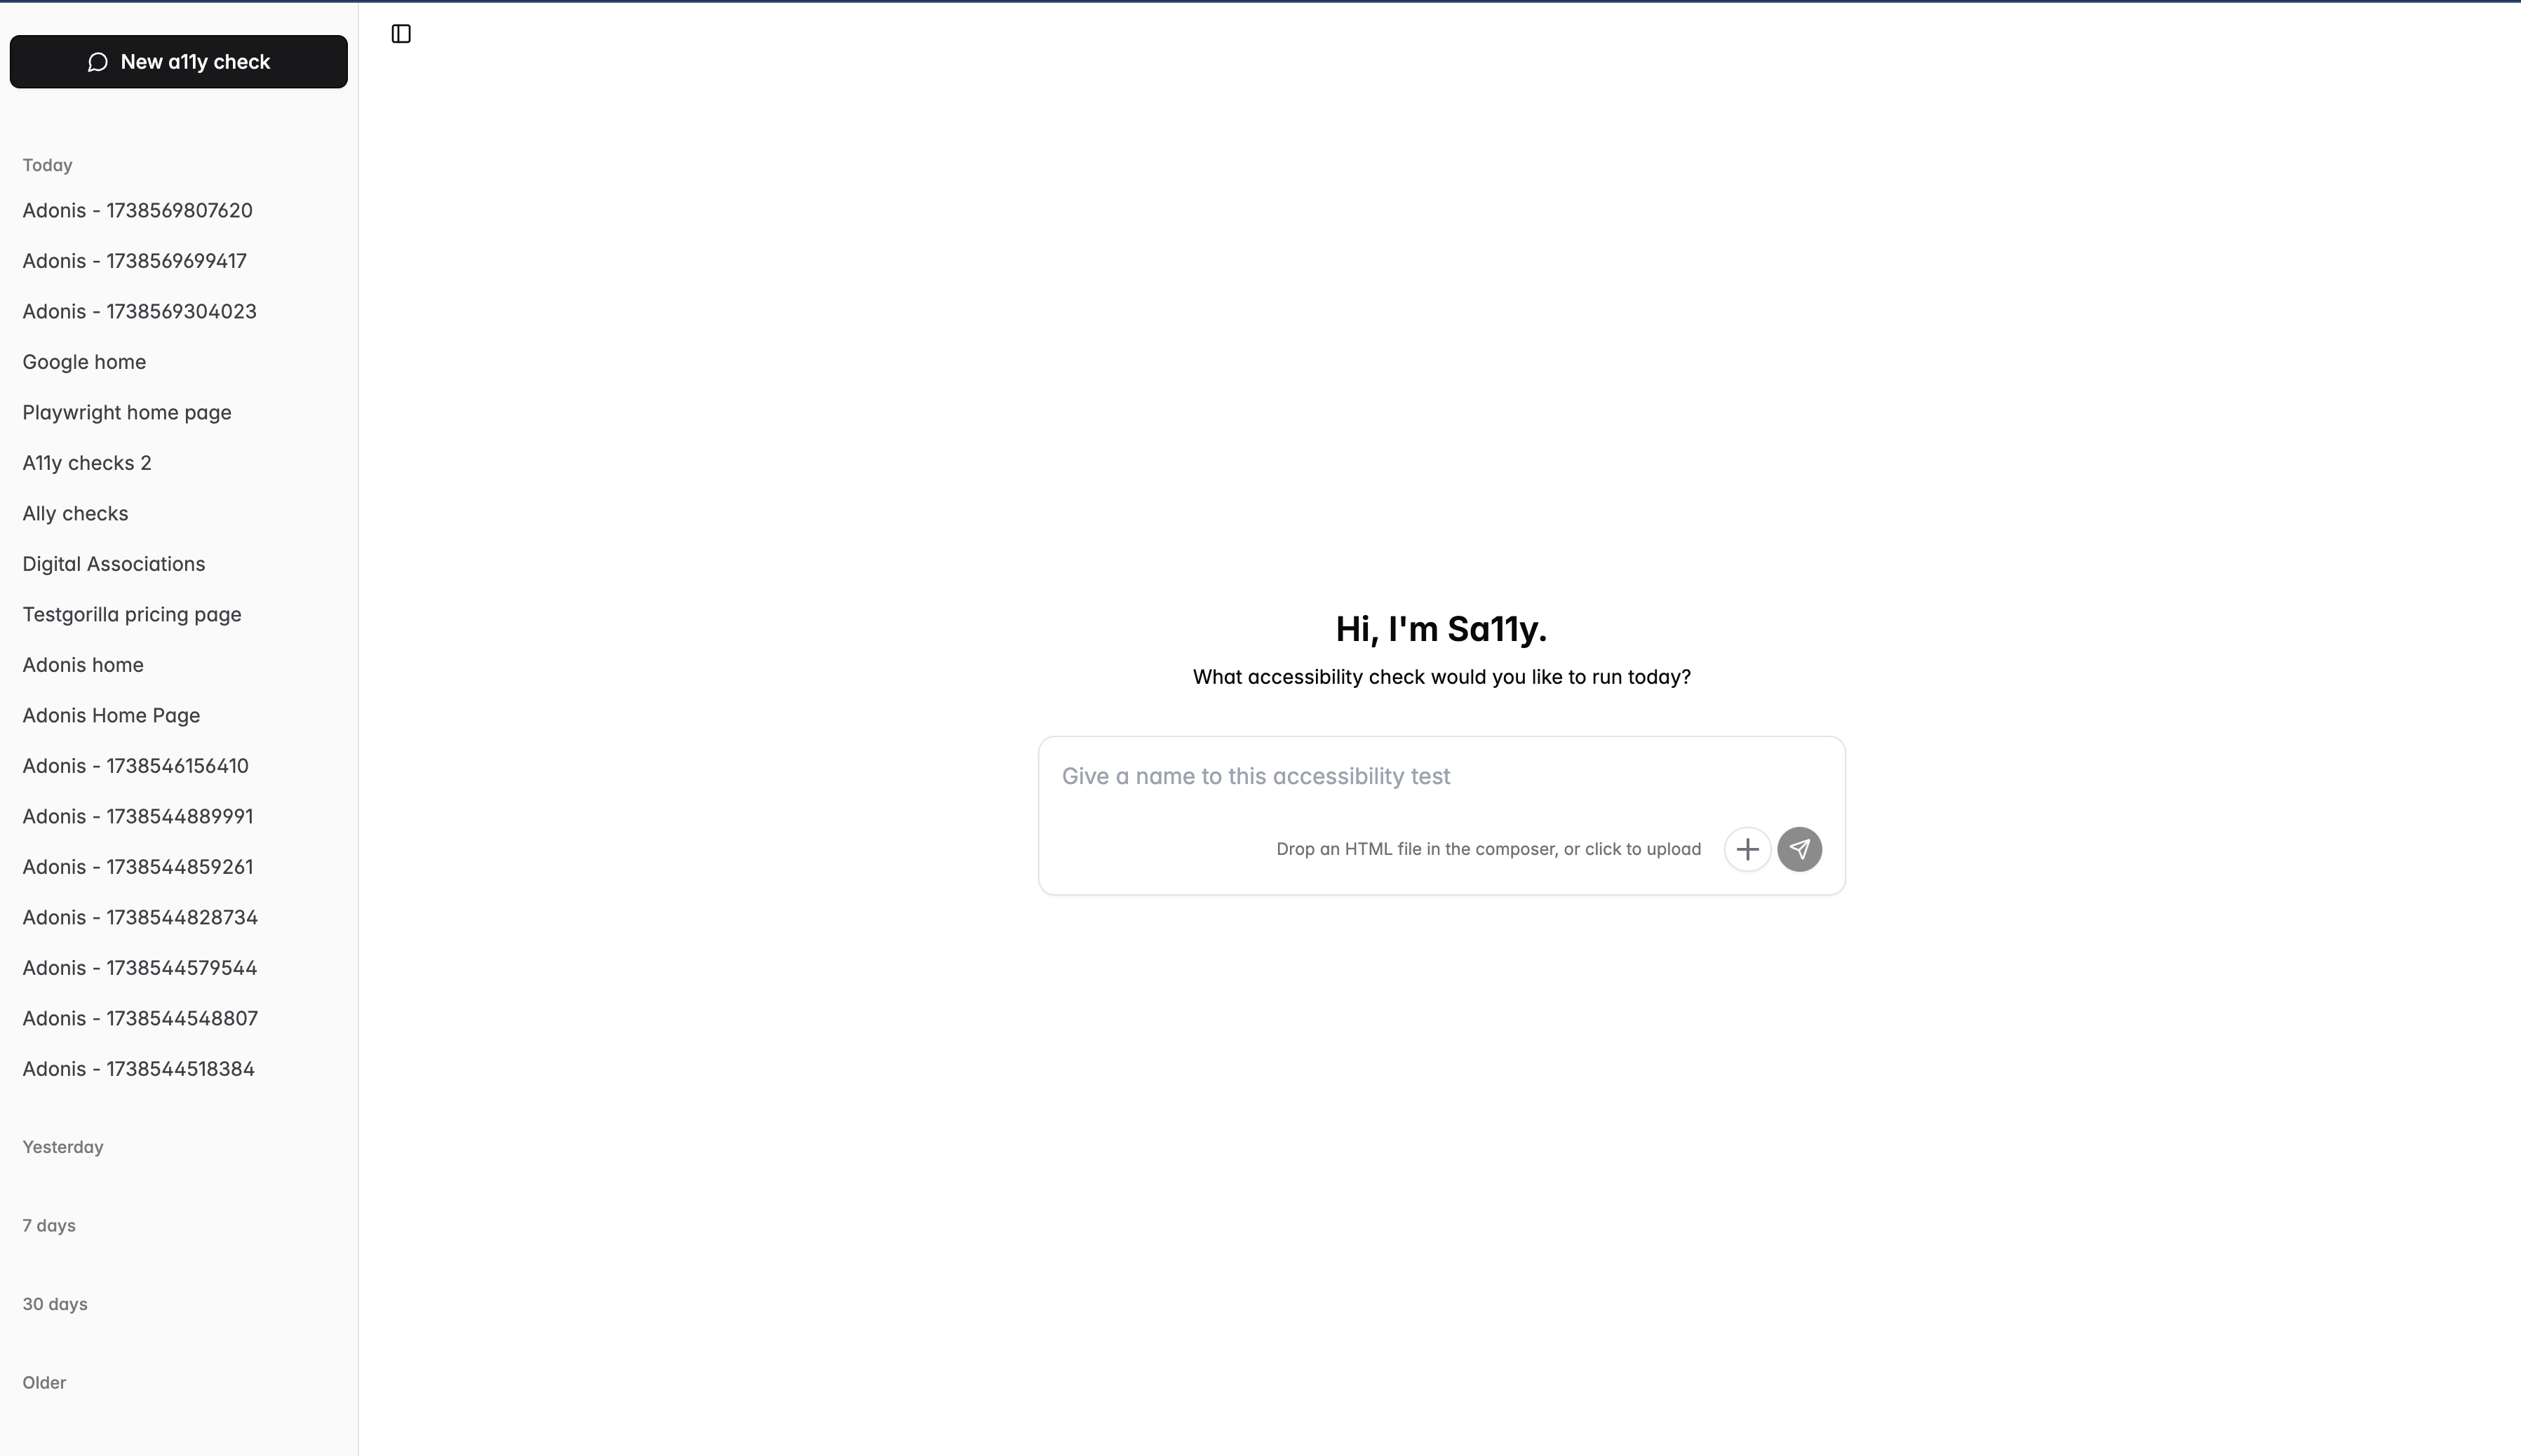 New a11y check
Today
Adonis - 1738569807620
Adonis - 1738569699417
Adonis - 1738569304023
Google home
Playwright home page
A11y checks 2
Ally checks
Digital Associations
Testgorilla pricing page
Adonis home
Adonis Home Page
Adonis - 1738546156410
Adonis - 1738544889991
Adonis - 1738544859261
Adonis - 1738544828734
Adonis - 1738544579544
Adonis - 1738544548807
Adonis - 1738544518384
Yesterday
7 days
30 days
Older
Hi, I'm Sa11y.
What accessibility check would you like to run today?
Give a name to this accessibility test
Drop an HTML file in the composer, or click to upload